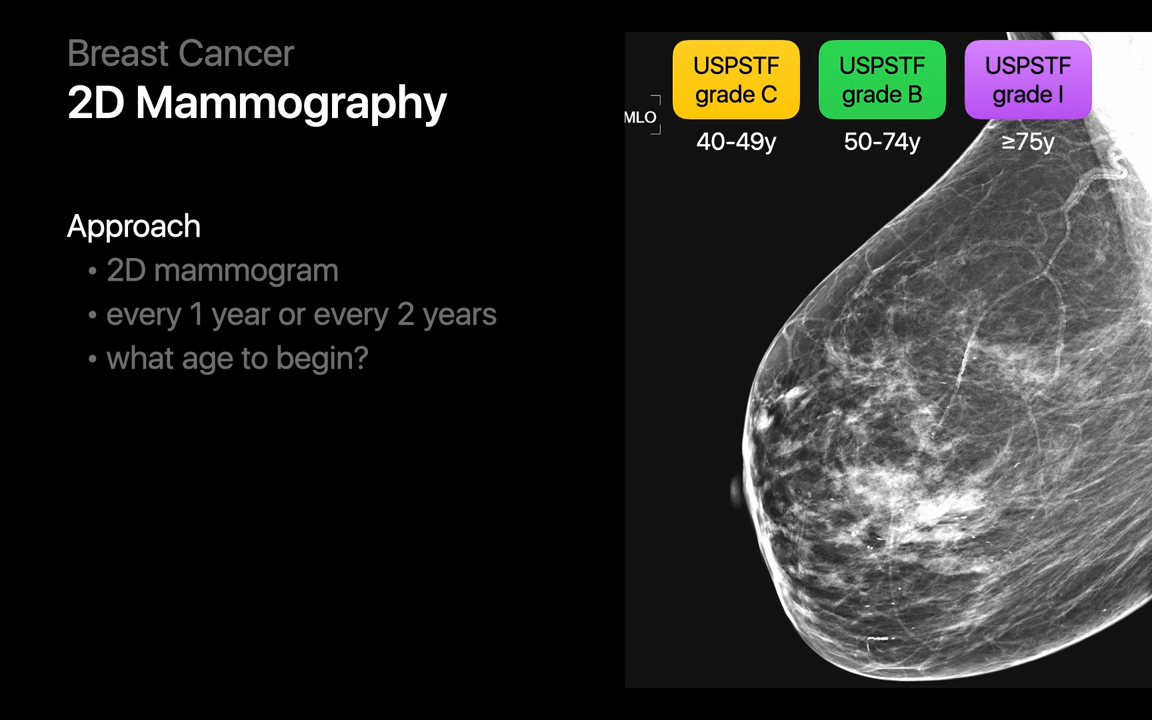 Breast Cancer
2D Mammography
Approach
• 2D mammogram
• every 1 year or every 2 years
• what age to begin?
MLO
USPSTF
grade C
40-49y
USPSTF
grade B
50-74y
USPSTF
grade I
≥75y